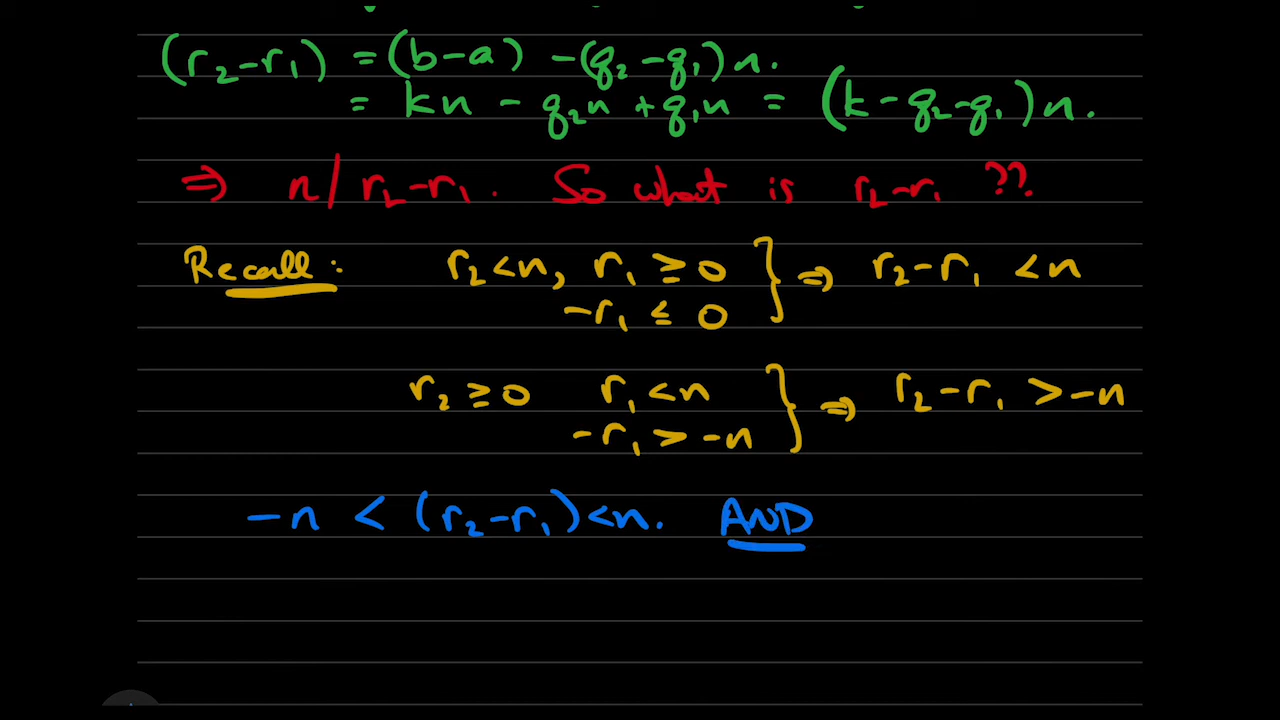 (r₂-r₁) = (b-a) -(q₂-q₁)n.
= kn - q₂n + q₁n = (k-q₂-q₁)n.
⇒ n/r₂-r₁. So what is r₂-r₁ ??
Recall: r₂<n, r₁ ≥ 0 } ⇒ r₂-r₁ <n
-r₁ ≤ 0
r₂ ≥ 0 r₁<n } ⇒ r₂-r₁ > -n
-r₁ > -n
-n < (r₂-r₁)<n. AND